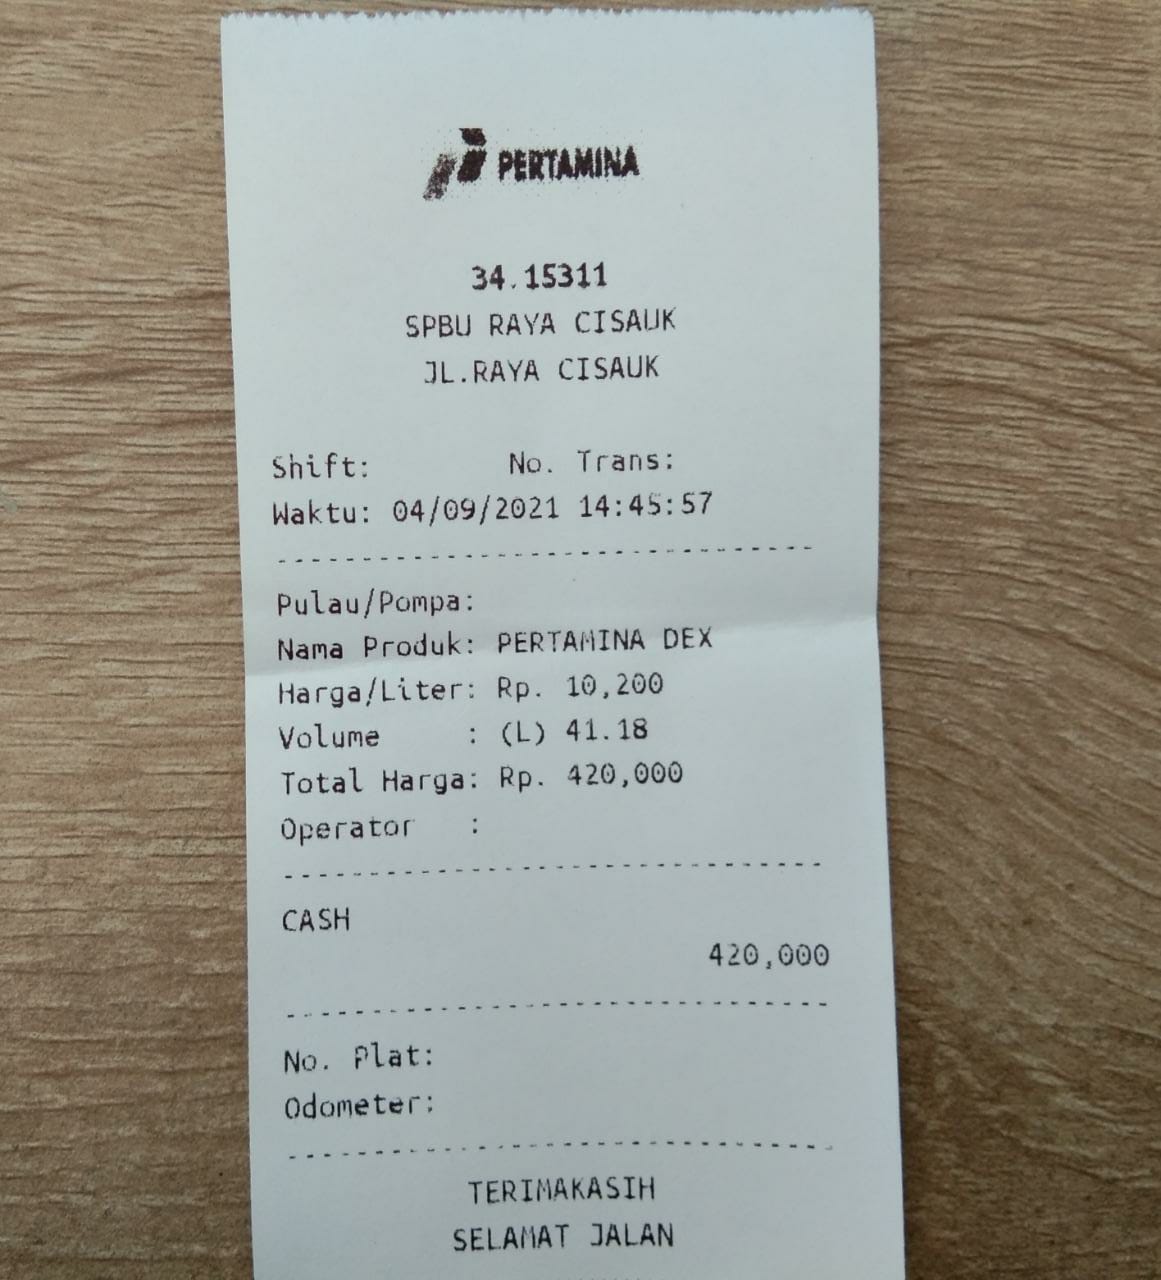 PERTAMINA
34.15311
SPBU RAYA CISAUK
JL.RAYA CISAUK
Shift: No. Trans:
Waktu: 04/09/2021 14:45:57
--------------------------------
Pulau/Pompa:
Nama Produk: PERTAMINA DEX
Harga/Liter: Rp. 10,200
Volume : (L) 41.18
Total Harga: Rp. 420,000
Operator :
--------------------------------
CASH
420,000
--------------------------------
No. Plat:
Odometer:
--------------------------------
TERIMAKASIH
SELAMAT JALAN